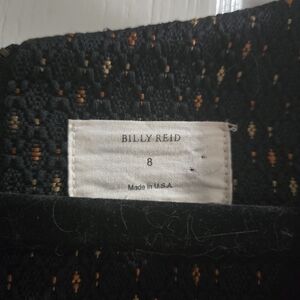 BILLY REID
8
Made in U.S.A.